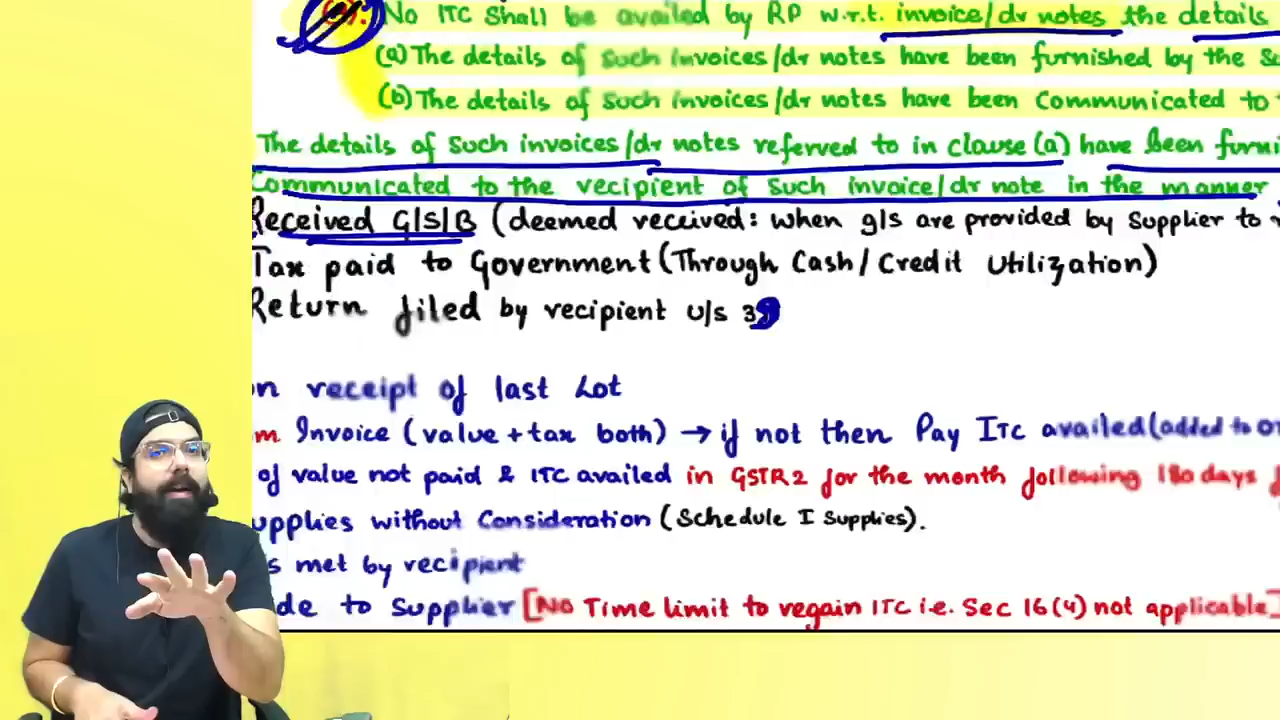 No ITC Shall be availed by RP w.r.t. invoice/dr notes the details
(a) The details of Such invoices/dr notes have been furnished by the
(b) The details of Such invoices/dr notes have been Communicated to
The details of Such invoices/dr notes referred to in clause (a) have been
Communicated to the recipient of Such invoice/dr note in the manner
Received G/S/B (deemed received: when g/s are provided by Supplier to
Tax paid to Government (Through Cash/Credit Utilization)
Return filed by recipient u/s 39
on receipt of last Lot
Invoice (value + tax both) → if not then Pay ITC availed (added to
of value not paid & ITC availed in GSTR2 for the month following 180 days
upplies without Consideration (Schedule I Supplies).
s met by recipient
de to Supplier [No Time limit to regain ITC i.e. Sec 16(4) not applicable]